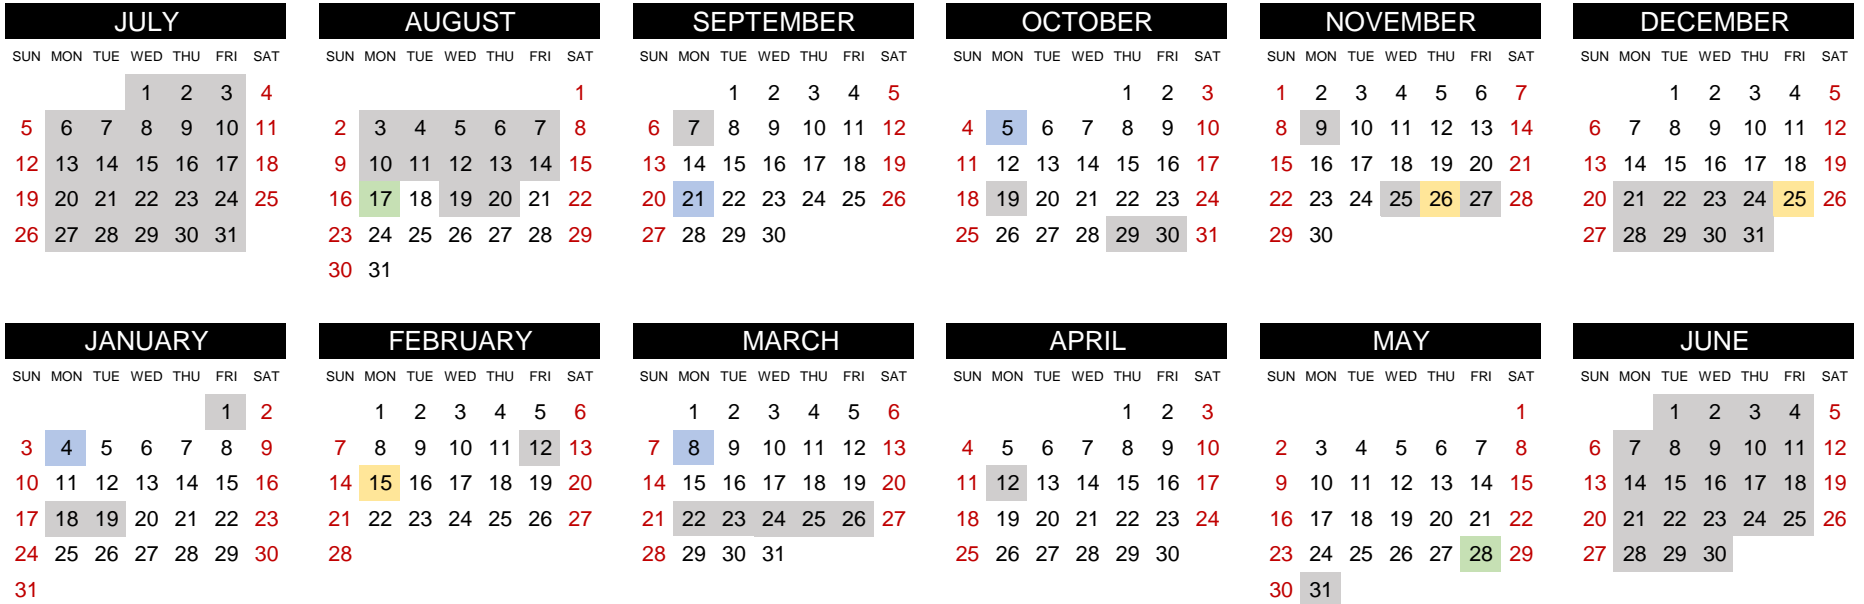 JULY AUGUST SEPTEMBER OCTOBER NOVEMBER DECEMBER
SUN MON TUE WED THU FRI SAT SUN MON TUE WED THU FRI SAT SUN MON TUE WED THU FRI SAT SUN MON TUE WED THU FRI SAT SUN MON TUE WED THU FRI SAT SUN MON TUE WED THU FRI SAT
1 2 3 4 1 1 2 3 4 5 1 2 3 1 2 3 4 5 6 7 1 2 3 4 5
5 6 7 8 9 10 11 2 3 4 5 6 7 8 6 7 8 9 10 11 12 4 5 6 7 8 9 10 8 9 10 11 12 13 14 6 7 8 9 10 11 12
12 13 14 15 16 17 18 9 10 11 12 13 14 15 13 14 15 16 17 18 19 11 12 13 14 15 16 17 15 16 17 18 19 20 21 13 14 15 16 17 18 19
19 20 21 22 23 24 25 16 17 18 19 20 21 22 20 21 22 23 24 25 26 18 19 20 21 22 23 24 22 23 24 25 26 27 28 20 21 22 23 24 25 26
26 27 28 29 30 31 23 24 25 26 27 28 29 27 28 29 30 25 26 27 28 29 30 31 29 30 27 28 29 30 31
30 31
JANUARY FEBRUARY MARCH APRIL MAY JUNE
SUN MON TUE WED THU FRI SAT SUN MON TUE WED THU FRI SAT SUN MON TUE WED THU FRI SAT SUN MON TUE WED THU FRI SAT SUN MON TUE WED THU FRI SAT SUN MON TUE WED THU FRI SAT
1 2 1 2 3 4 5 6 1 2 3 4 5 6 1 2 3 1 1 2 3 4 5
3 4 5 6 7 8 9 7 8 9 10 11 12 13 7 8 9 10 11 12 13 4 5 6 7 8 9 10 2 3 4 5 6 7 8 6 7 8 9 10 11 12
10 11 12 13 14 15 16 14 15 16 17 18 19 20 14 15 16 17 18 19 20 11 12 13 14 15 16 17 9 10 11 12 13 14 15 13 14 15 16 17 18 19
17 18 19 20 21 22 23 21 22 23 24 25 26 27 21 22 23 24 25 26 27 18 19 20 21 22 23 24 16 17 18 19 20 21 22 20 21 22 23 24 25 26
24 25 26 27 28 29 30 28 28 29 30 31 25 26 27 28 29 30 23 24 25 26 27 28 29 27 28 29 30
31 30 31